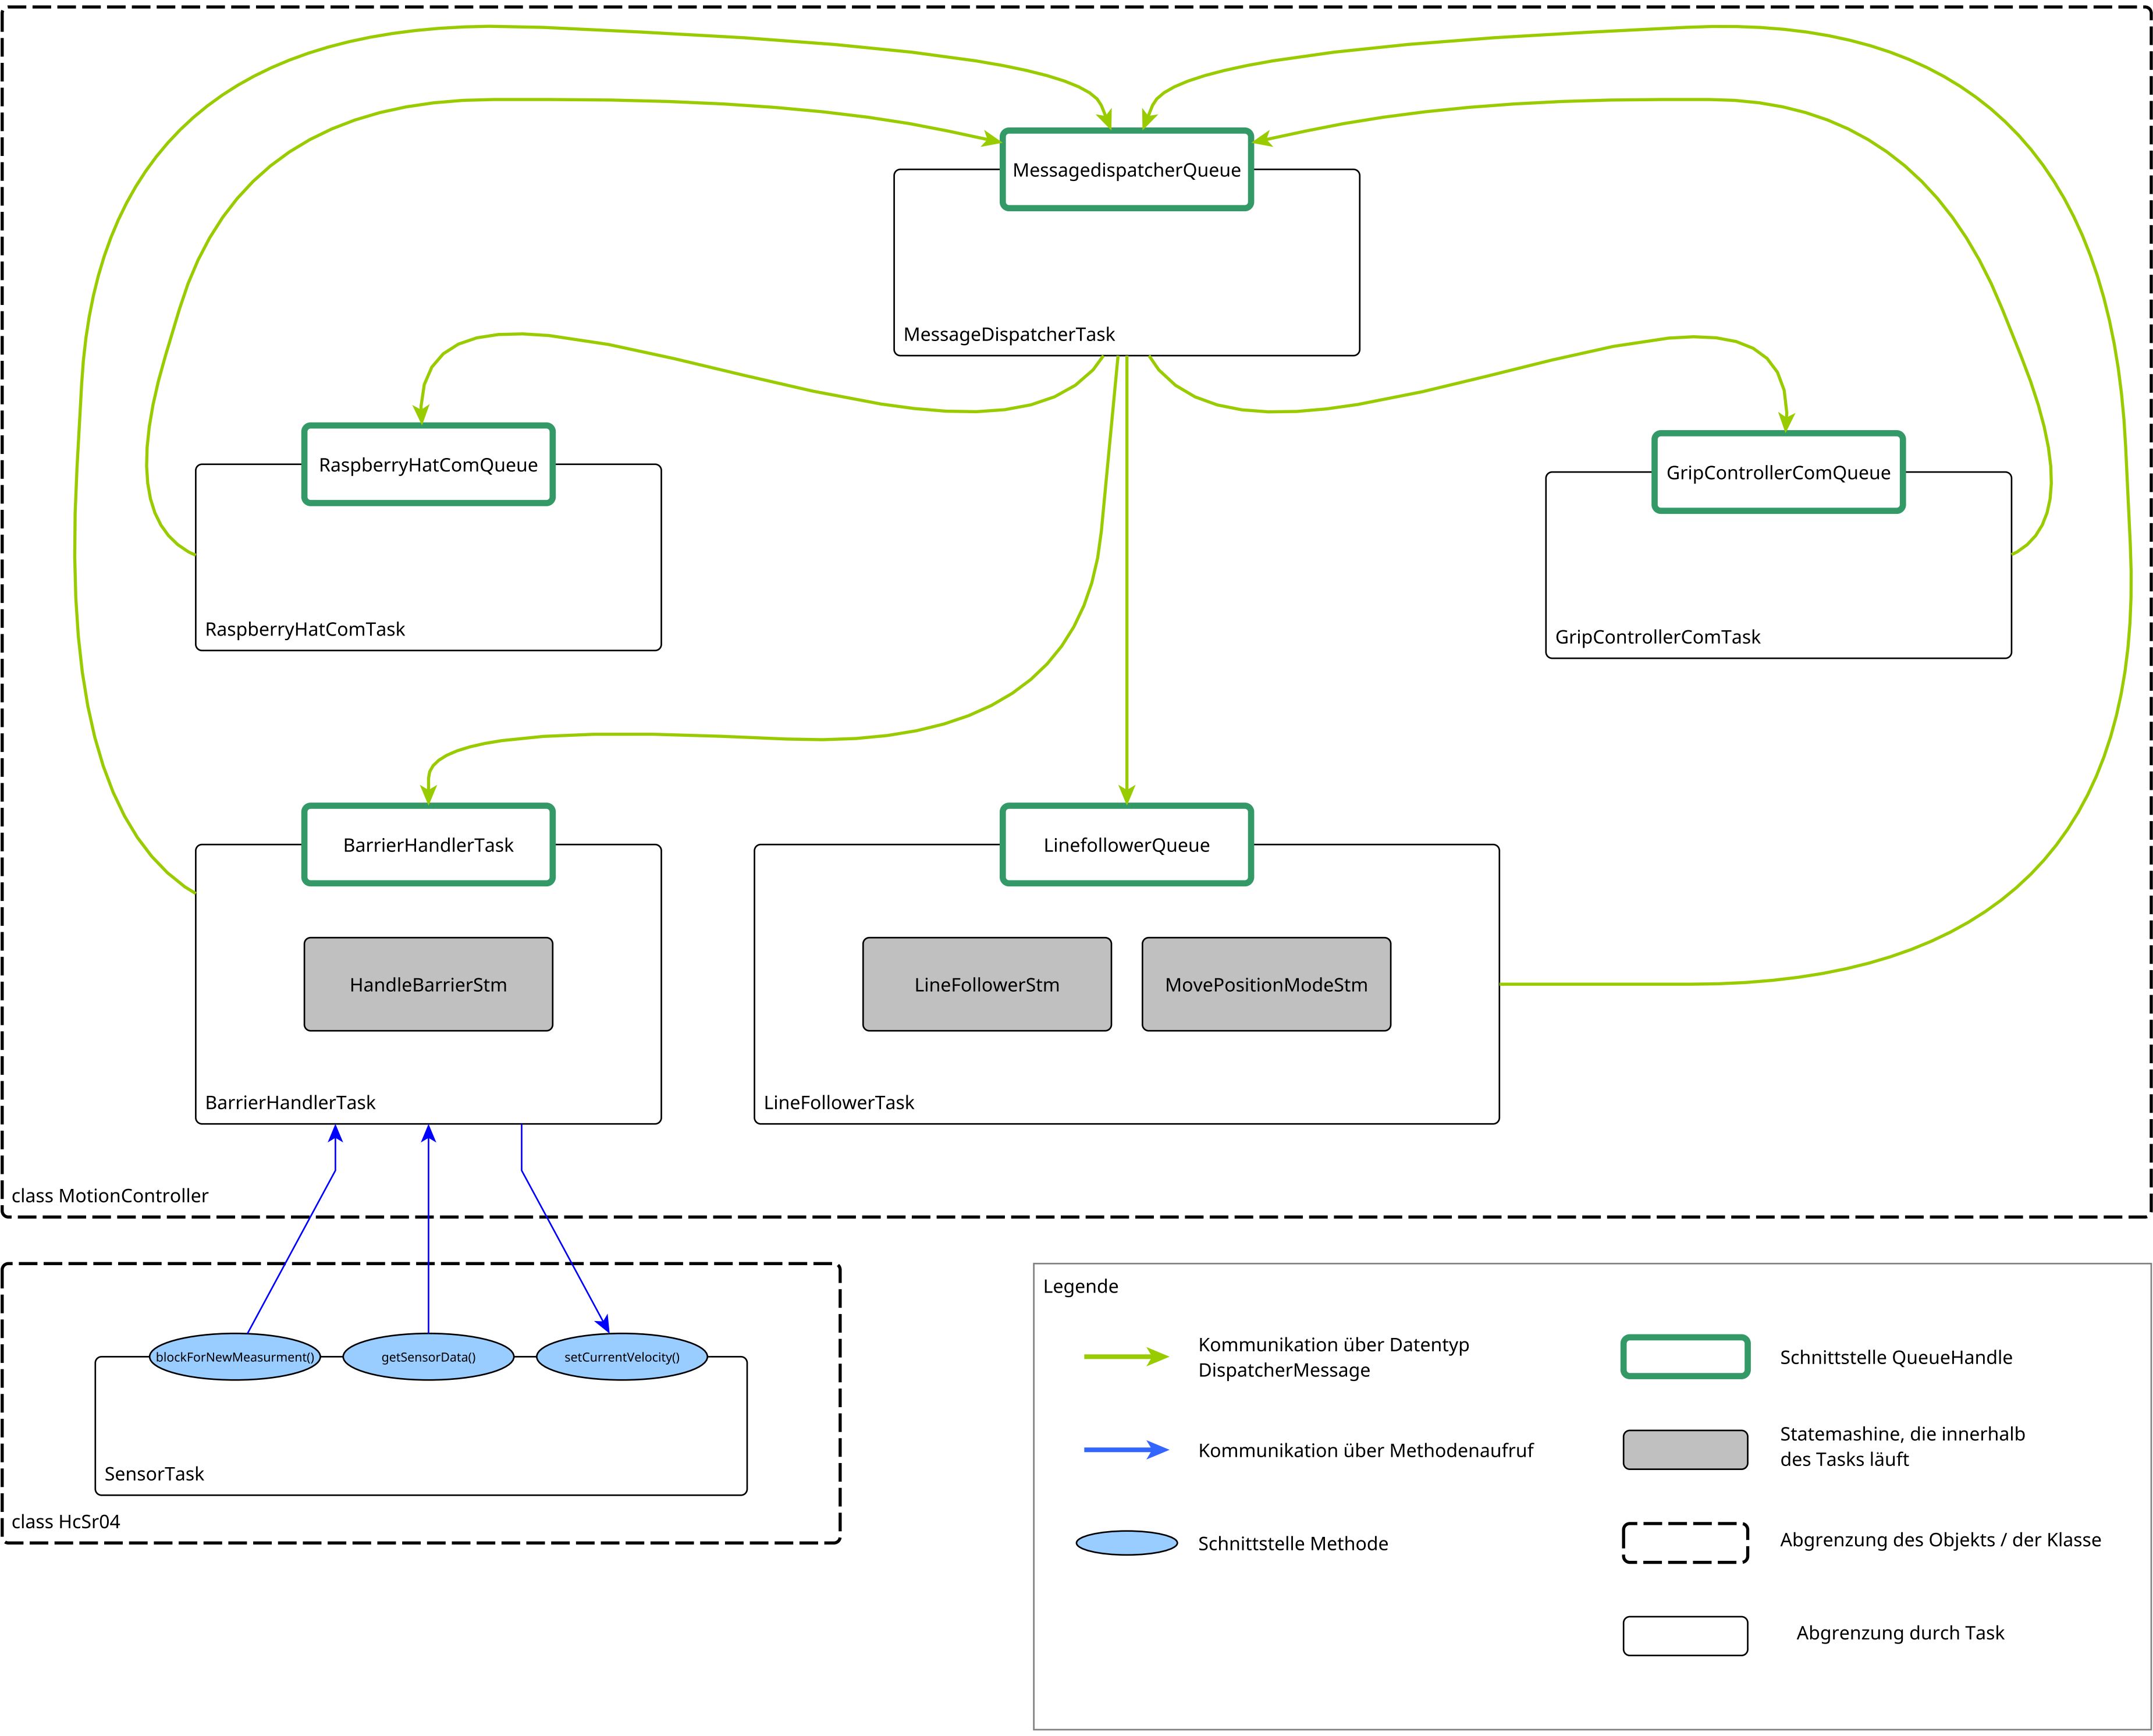 MessagedispatcherQueue
MessageDispatcherTask
RaspberryHatComQueue
RaspberryHatComTask
GripControllerComQueue
GripControllerComTask
BarrierHandlerTask
HandleBarrierStm
BarrierHandlerTask
LinefollowerQueue
LineFollowerStm
MovePositionModeStm
LineFollowerTask
class MotionController
blockForNewMeasurment()
getSensorData()
setCurrentVelocity()
SensorTask
class HcSr04
Legende
Kommunikation über Datentyp
DispatcherMessage
Kommunikation über Methodenaufruf
Schnittstelle Methode
Schnittstelle QueueHandle
Statemashine, die innerhalb
des Tasks läuft
Abgrenzung des Objekts / der Klasse
Abgrenzung durch Task